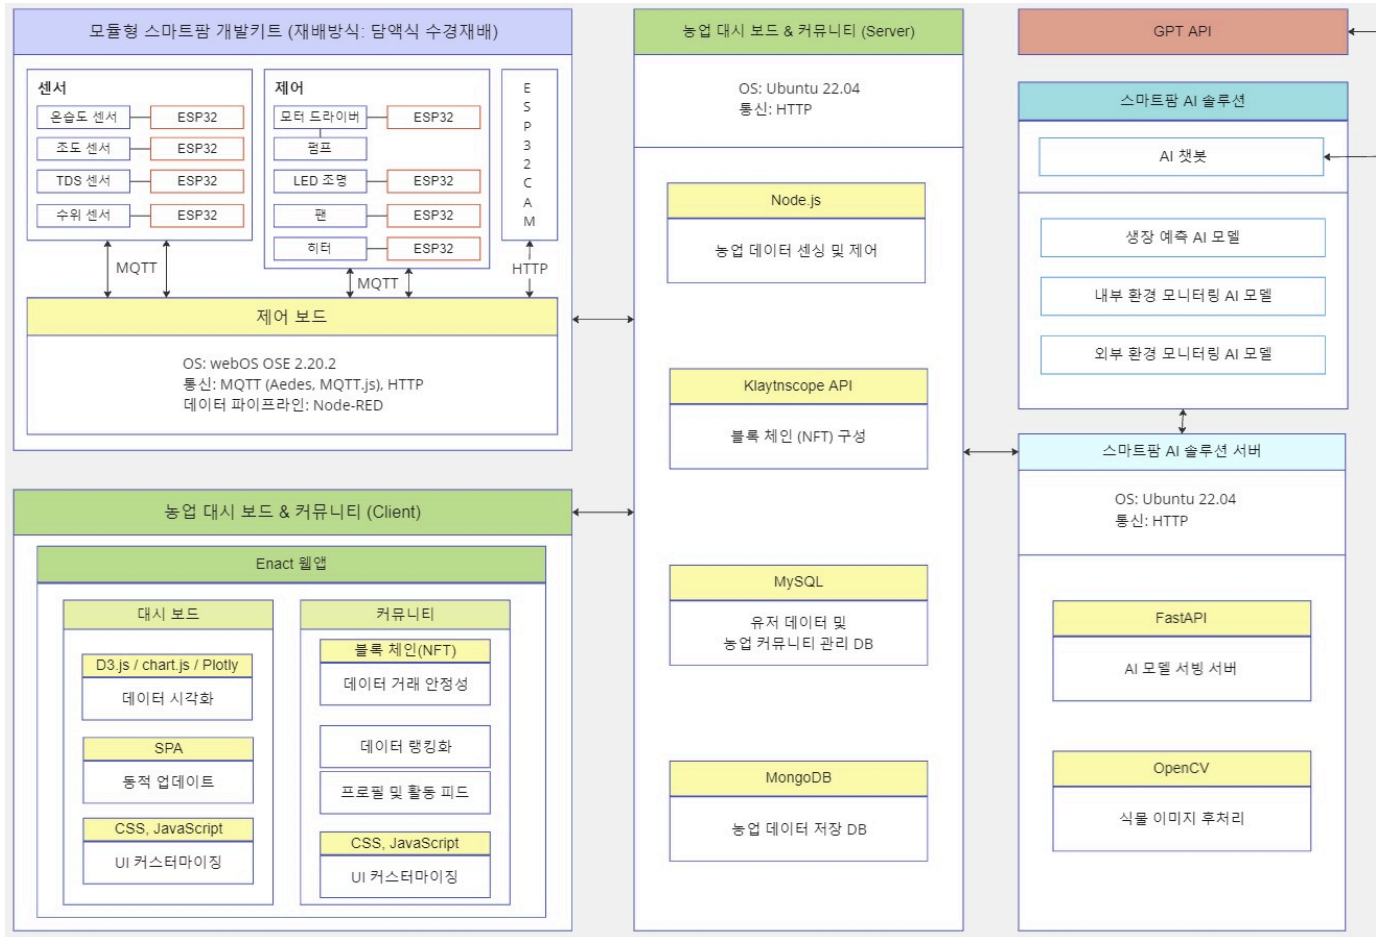 모듈형 스마트팜 개발키트 (재배방식: 담액식 수경재배)
센서
온습도 센서
ESP32
조도 센서
ESP32
TDS 센서
ESP32
수위 센서
ESP32
제어
모터 드라이버
ESP32
펌프
LED 조명
ESP32
팬
ESP32
히터
ESP32
E
S
P
3
2
C
A
M
MQTT
MQTT
HTTP
제어 보드
OS: webOS OSE 2.20.2
통신: MQTT (Aedes, MQTT.js), HTTP
데이터 파이프라인: Node-RED
농업 대시 보드 & 커뮤니티 (Client)
Enact 웹앱
대시 보드
D3.js / chart.js / Plotly
데이터 시각화
SPA
동적 업데이트
CSS, JavaScript
UI 커스터마이징
커뮤니티
블록 체인(NFT)
데이터 거래 안정성
데이터 랭킹화
프로필 및 활동 피드
CSS, JavaScript
UI 커스터마이징
농업 대시 보드 & 커뮤니티 (Server)
OS: Ubuntu 22.04
통신: HTTP
Node.js
농업 데이터 센싱 및 제어
Klaytnscope API
블록 체인 (NFT) 구성
MySQL
유저 데이터 및
농업 커뮤니티 관리 DB
MongoDB
농업 데이터 저장 DB
GPT API
스마트팜 AI 솔루션
AI 챗봇
생장 예측 AI 모델
내부 환경 모니터링 AI 모델
외부 환경 모니터링 AI 모델
스마트팜 AI 솔루션 서버
OS: Ubuntu 22.04
통신: HTTP
FastAPI
AI 모델 서빙 서버
OpenCV
식물 이미지 후처리